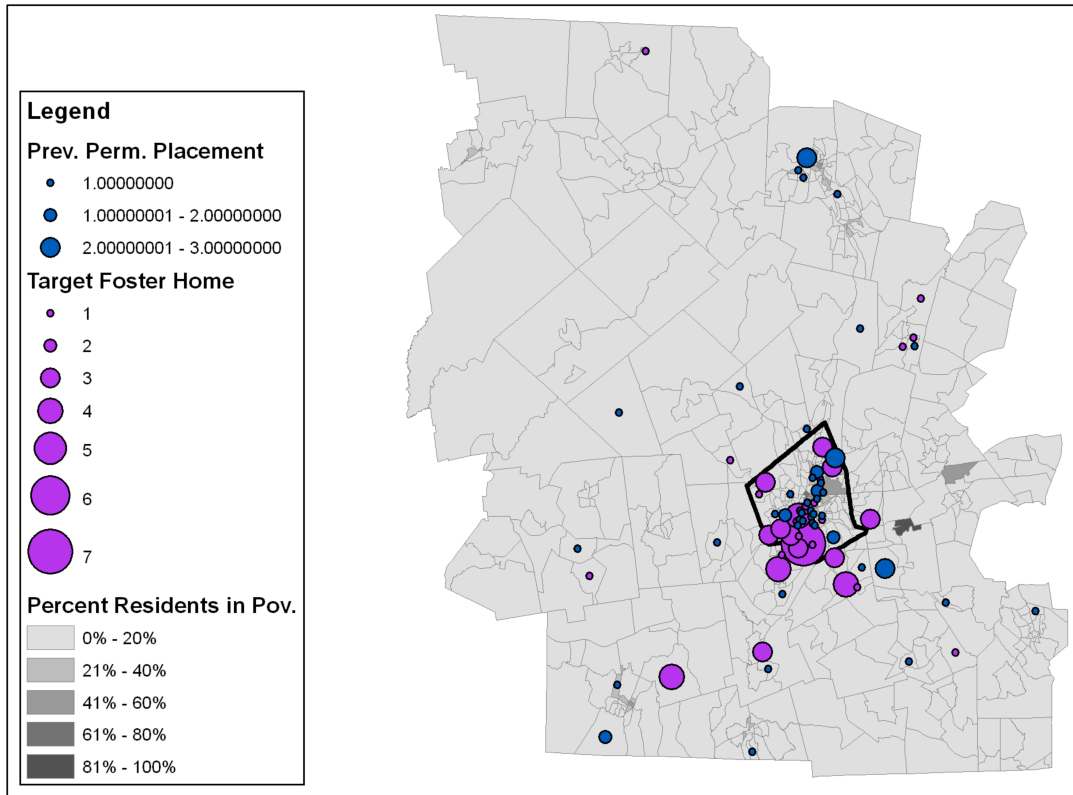 Legend
Prev. Perm. Placement
1.00000000
1.00000001 - 2.00000000
2.00000001 - 3.00000000
Target Foster Home
1
2
3
4
5
6
7
Percent Residents in Pov.
0% - 20%
21% - 40%
41% - 60%
61% - 80%
81% - 100%